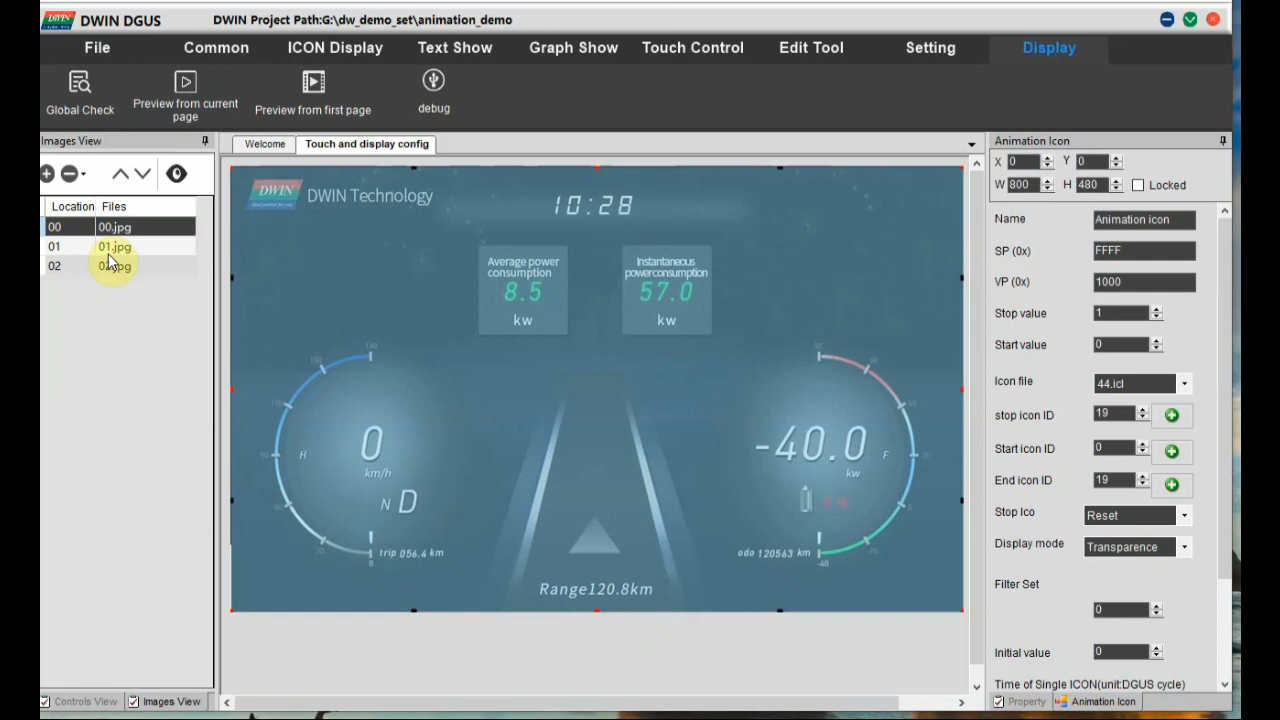 DWIN DWIN DGUS DWIN Project Path:G:\dw_demo_set\animation_demo
File Common ICON Display Text Show Graph Show Touch Control Edit Tool Setting Display
Global Check
Preview from current
page
Preview from first page
debug
Images View
Location Files
00 00.jpg
01 01.jpg
02
Controls View Images View
Welcome Touch and display config
DWIN DWIN Technology
10:28
Average power
consumption
8.5
kw
Instantaneous
powerconsumption
57.0
kw
180
0
km/h
H
N D
trip 056.4 km
0
-40.0
kw
F
odo 120563 km
-40
-20
Range120.8km
Animation Icon
X 0 Y 0
W 800 H 480 Locked
Name Animation icon
SP (0x) FFFF
VP (0x) 1000
Stop value 1
Start value 0
Icon file 44.icl
stop icon ID 19
Start icon ID 0
End icon ID 19
Stop Ico Reset
Display mode Transparence
Filter Set
0
Initial value 0
Time of Single ICON(unit:DGUS cycle)
Property Animation Icon